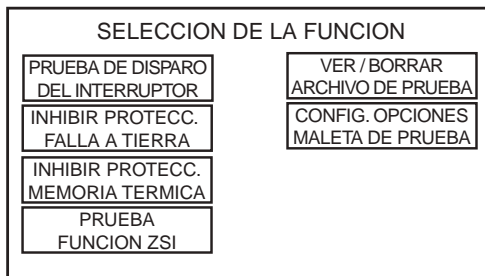 SELECCION DE LA FUNCION
PRUEBA DE DISPARO
DEL INTERRUPTOR
INHIBIR PROTECC.
FALLA A TIERRA
INHIBIR PROTECC.
MEMORIA TERMICA
PRUEBA
FUNCION ZSI
VER / BORRAR
ARCHIVO DE PRUEBA
CONFIG. OPCIONES
MALETA DE PRUEBA